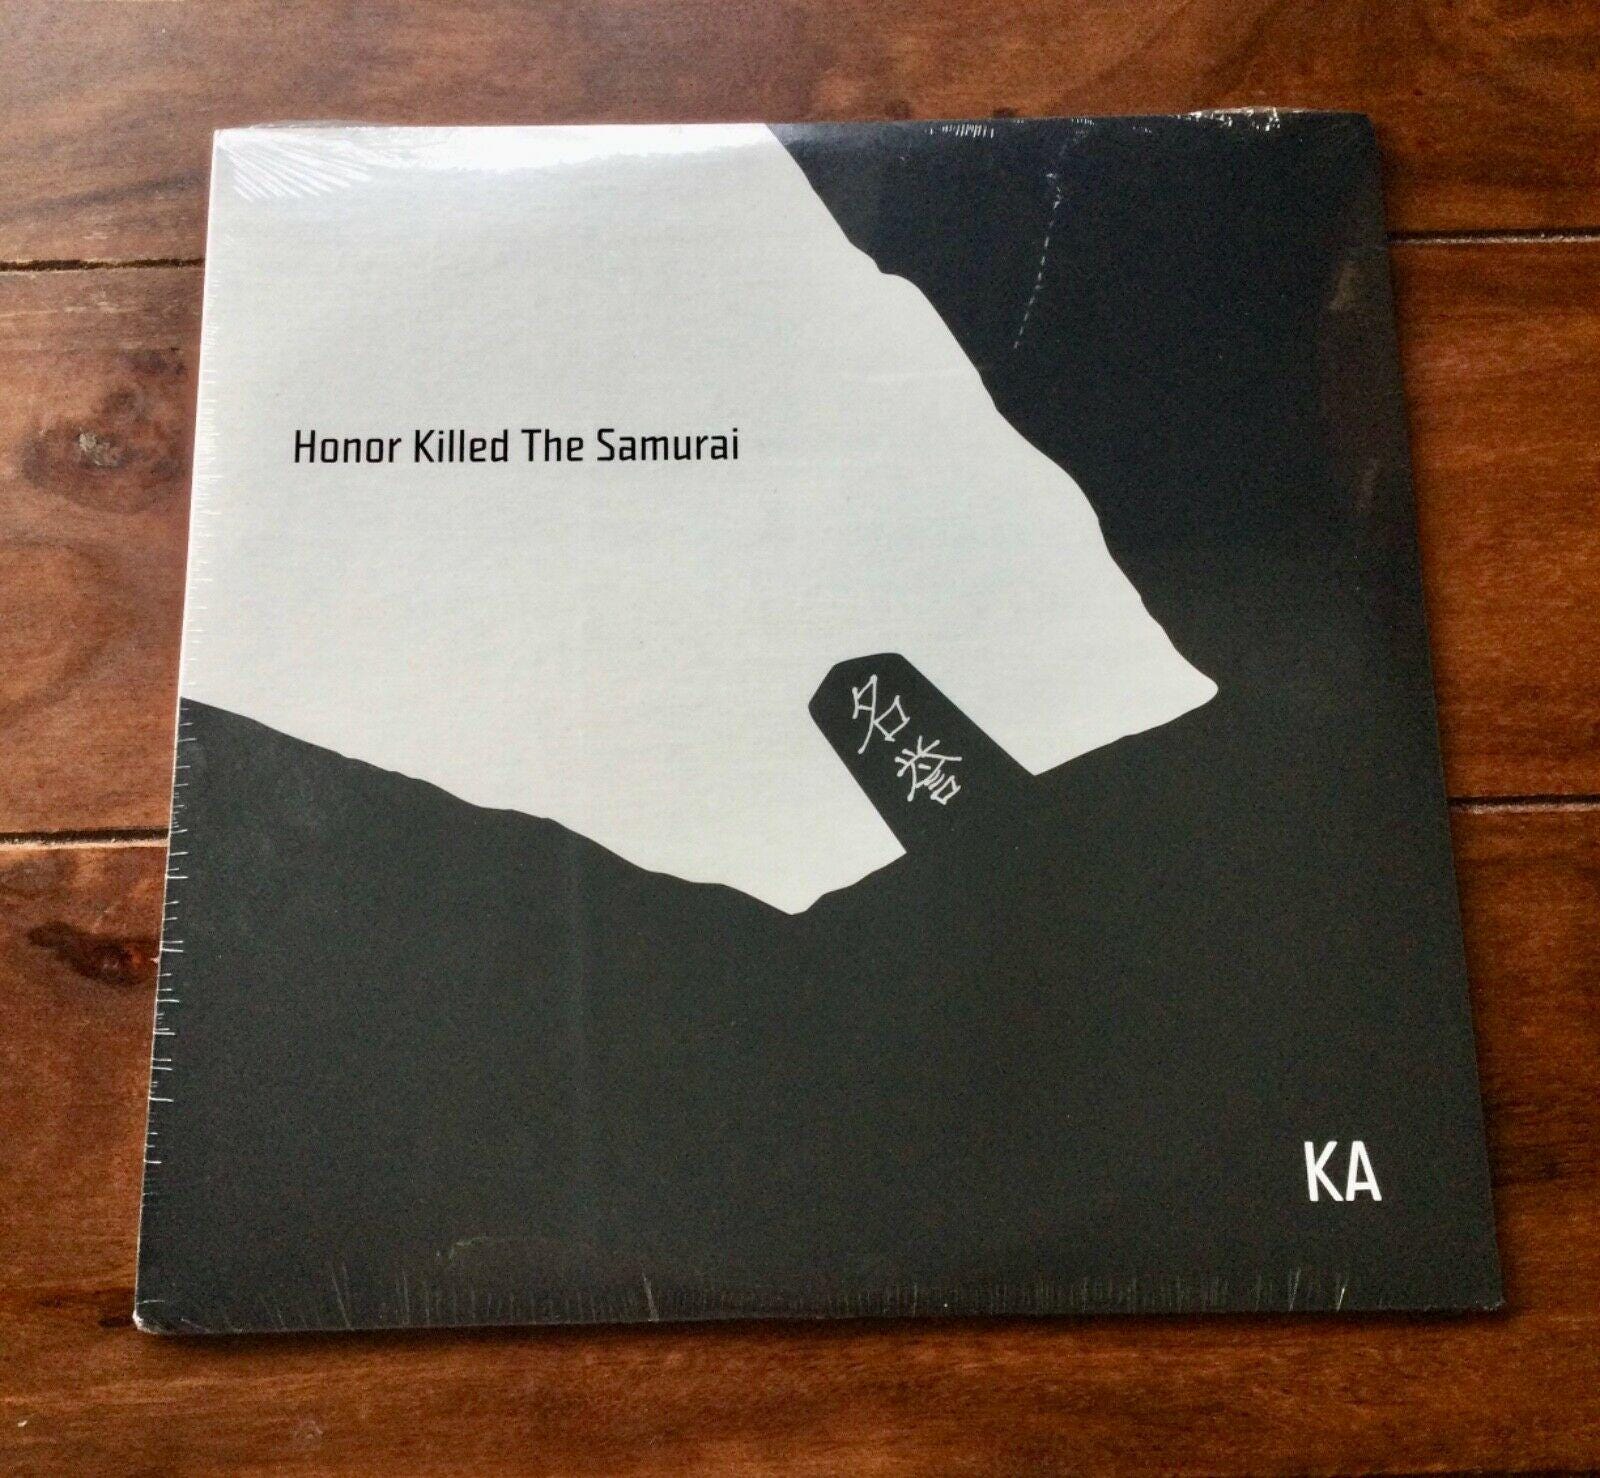 Honor Killed The Samurai
名
誉
KA